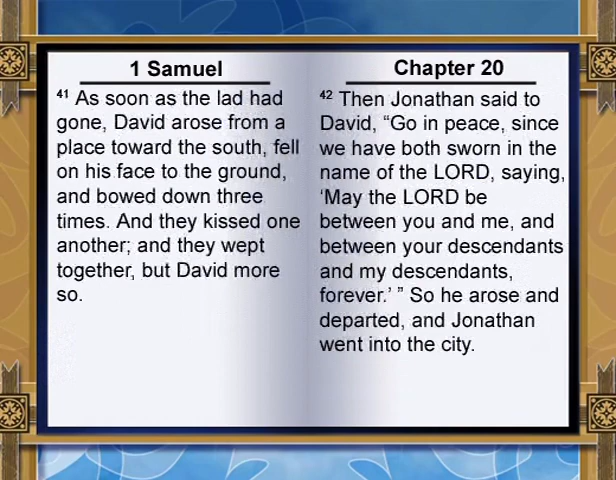 1 Samuel
⁴¹ As soon as the lad had
gone, David arose from a
place toward the south, fell
on his face to the ground,
and bowed down three
times. And they kissed one
another; and they wept
together, but David more
so.
Chapter 20
⁴² Then Jonathan said to
David, “Go in peace, since
we have both sworn in the
name of the LORD, saying,
‘May the LORD be
between you and me, and
between your descendants
and my descendants,
forever.’ ” So he arose and
departed, and Jonathan
went into the city.